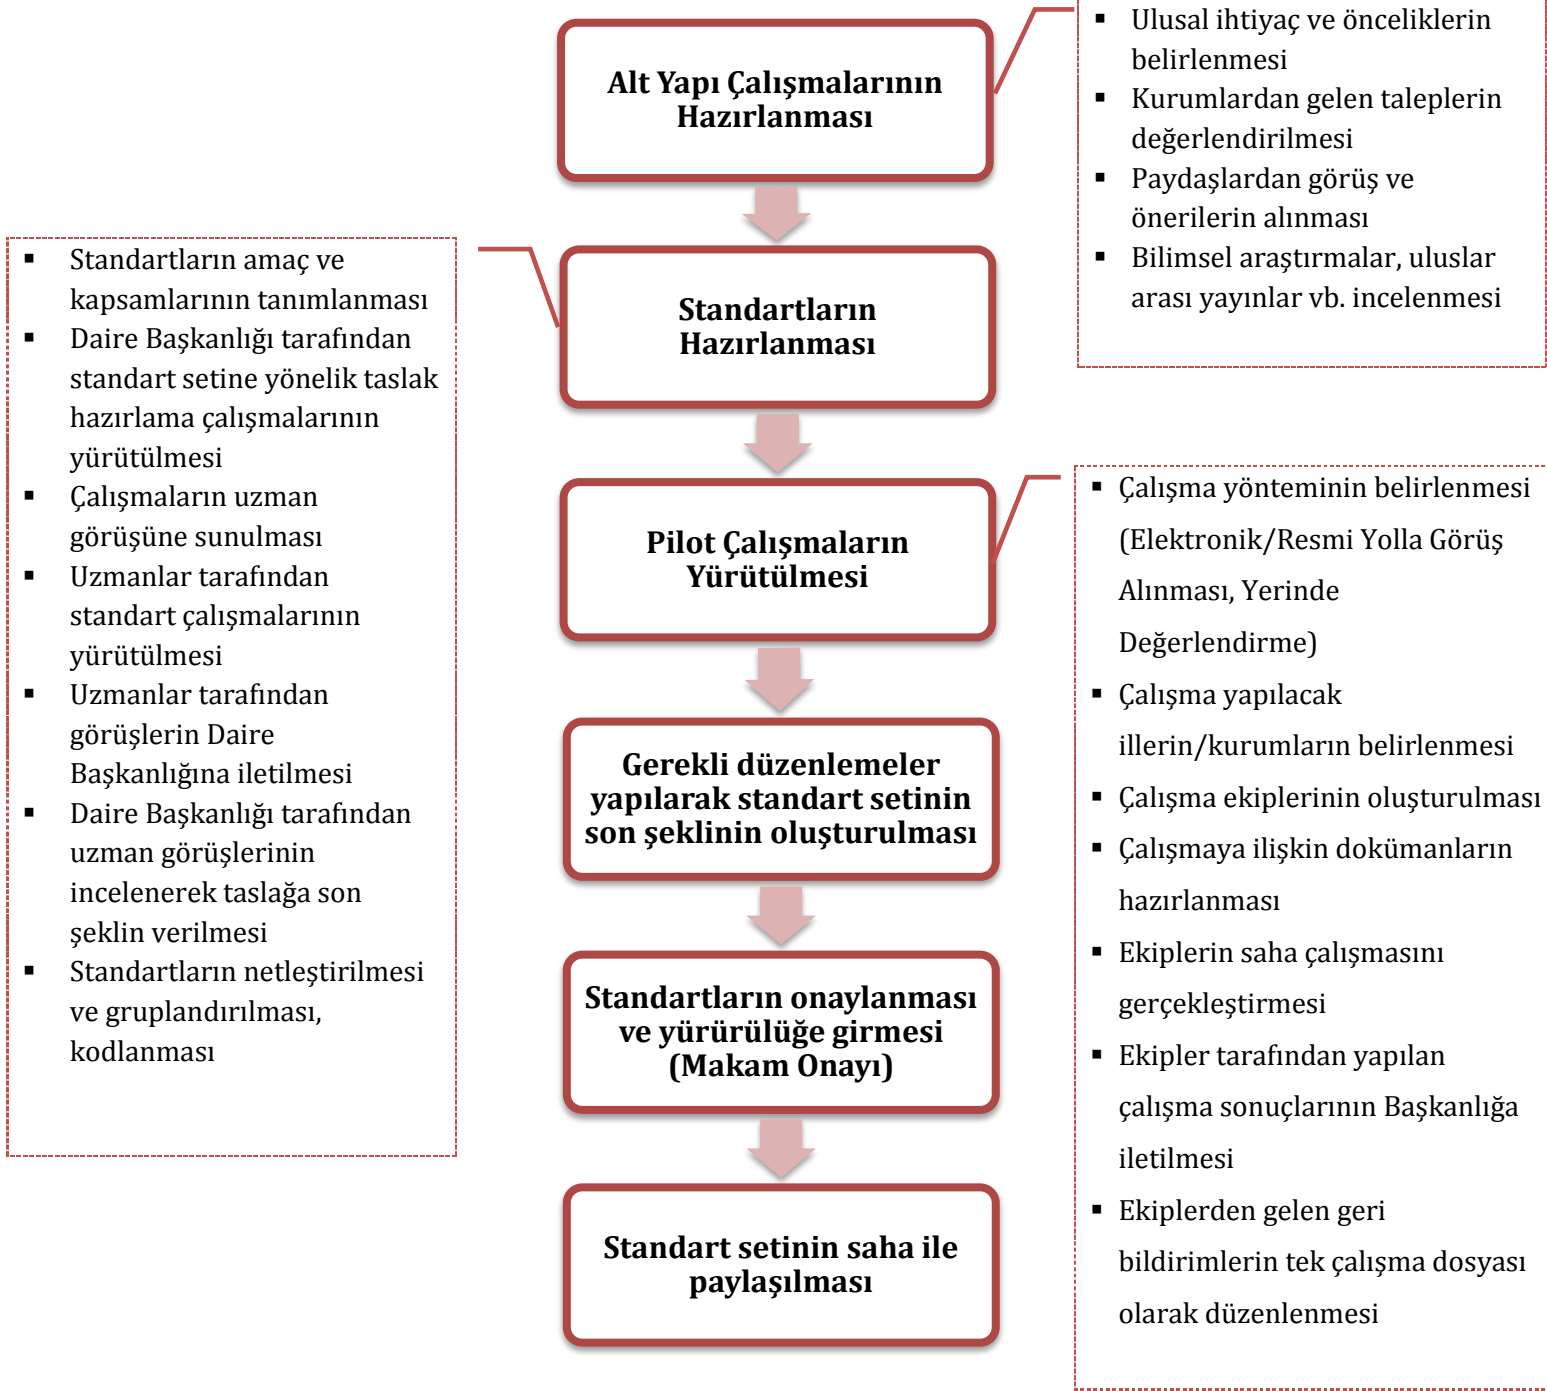 Alt Yapı Çalışmalarının
Hazırlanması
▪ Ulusal ihtiyaç ve önceliklerin
belirlenmesi
▪ Kurumlardan gelen taleplerin
değerlendirilmesi
▪ Paydaşlardan görüş ve
önerilerin alınması
▪ Bilimsel araştırmalar, uluslar
arası yayınlar vb. incelenmesi
Standartların
Hazırlanması
▪ Standartların amaç ve
kapsamlarının tanımlanması
▪ Daire Başkanlığı tarafından
standart setine yönelik taslak
hazırlama çalışmalarının
yürütülmesi
▪ Çalışmaların uzman
görüşüne sunulması
▪ Uzmanlar tarafından
standart çalışmalarının
yürütülmesi
▪ Uzmanlar tarafından
görüşlerin Daire
Başkanlığına iletilmesi
▪ Daire Başkanlığı tarafından
uzman görüşlerinin
incelenerek taslağa son
şeklin verilmesi
▪ Standartların netleştirilmesi
ve gruplandırılması,
kodlanması
Pilot Çalışmaların
Yürütülmesi
▪ Çalışma yönteminin belirlenmesi
(Elektronik/Resmi Yolla Görüş
Alınması, Yerinde
Değerlendirme)
▪ Çalışma yapılacak
illerin/kurumların belirlenmesi
▪ Çalışma ekiplerinin oluşturulması
▪ Çalışmaya ilişkin dokümanların
hazırlanması
▪ Ekiplerin saha çalışmasını
gerçekleştirmesi
▪ Ekipler tarafından yapılan
çalışma sonuçlarının Başkanlığa
iletilmesi
▪ Ekiplerden gelen geri
bildirimlerin tek çalışma dosyası
olarak düzenlenmesi
Gerekli düzenlemeler
yapılarak standart setinin
son şeklinin oluşturulması
Standartların onaylanması
ve yürürülüğe girmesi
(Makam Onayı)
Standart setinin saha ile
paylaşılması